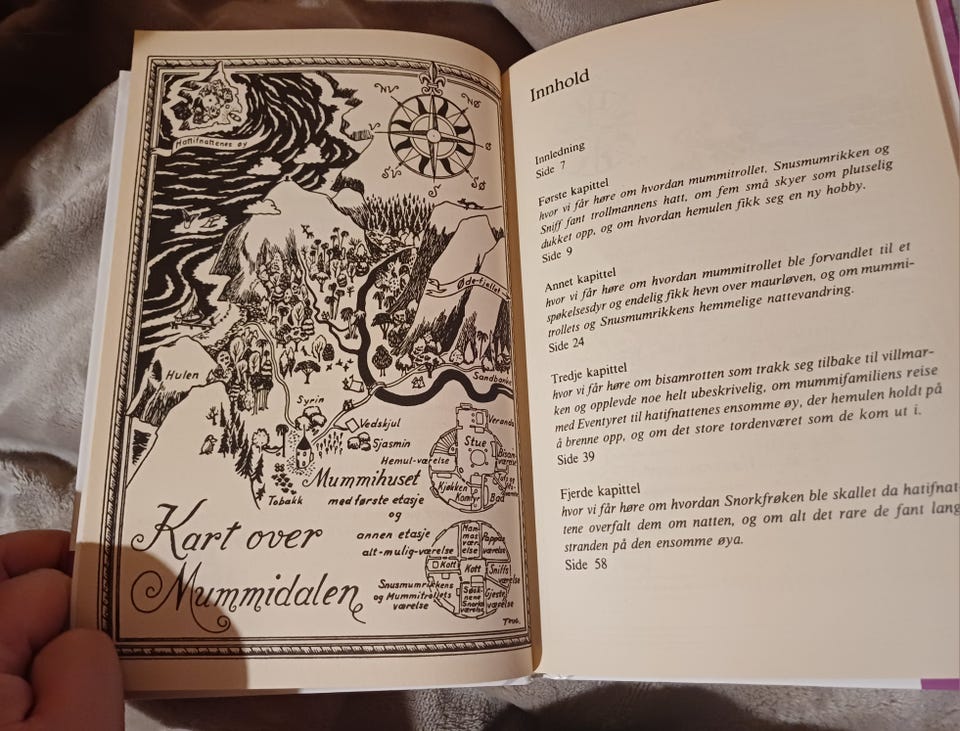 Hattifnattenes øy
NV
N
NØ
V
Ø
SV
S
SØ
Øde-fjellet
Hulen
Sandbanke
Syrin
Vedskjul
Sjasmin
Tobakk
Veranda
Stue
Hemul-værelse
Kjøkken
Bad
Mummihuset
med første etasje
og
annen etasje
alt-mulig-værelse
Mam-
mas
vær-
else
Pappas
værelse
Kott
Kott
Sniffs
værelse
Snusmumrikkens
og Mummitrollets
værelse
Gjeste
værelse
Kart over
Mummidalen
Tove.
Innhold
Innledning
Side 7
Første kapittel
hvor vi får høre om hvordan mummitrollet. Snusmumrikken og
Sniff fant trollmannens hatt, om fem små skyer som plutselig
dukket opp, og om hvordan hemulen fikk seg en ny hobby.
Side 9
Annet kapittel
hvor vi får høre om hvordan mummitrollet ble forvandlet til et
spøkelsesdyr og endelig fikk hevn over maurløven, og om mummi-
trollets og Snusmumrikkens hemmelige nattevandring.
Side 24
Tredje kapittel
hvor vi får høre om bisamrotten som trakk seg tilbake til villmar-
ken og opplevde noe helt ubeskrivelig, om mummifamiliens reise
med Eventyret til hatifnattenes ensomme øy, der hemulen holdt på
å brenne opp, og om det store tordenværet som de kom ut i.
Side 39
Fjerde kapittel
hvor vi får høre om hvordan Snorkfrøken ble skallet da hatifnat-
tene overfalt dem om natten, og om alt det rare de fant lang
stranden på den ensomme øya.
Side 58